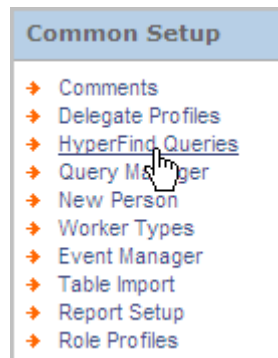 Common Setup
Comments
Delegate Profiles
HyperFind Queries
Query Manager
New Person
Worker Types
Event Manager
Table Import
Report Setup
Role Profiles